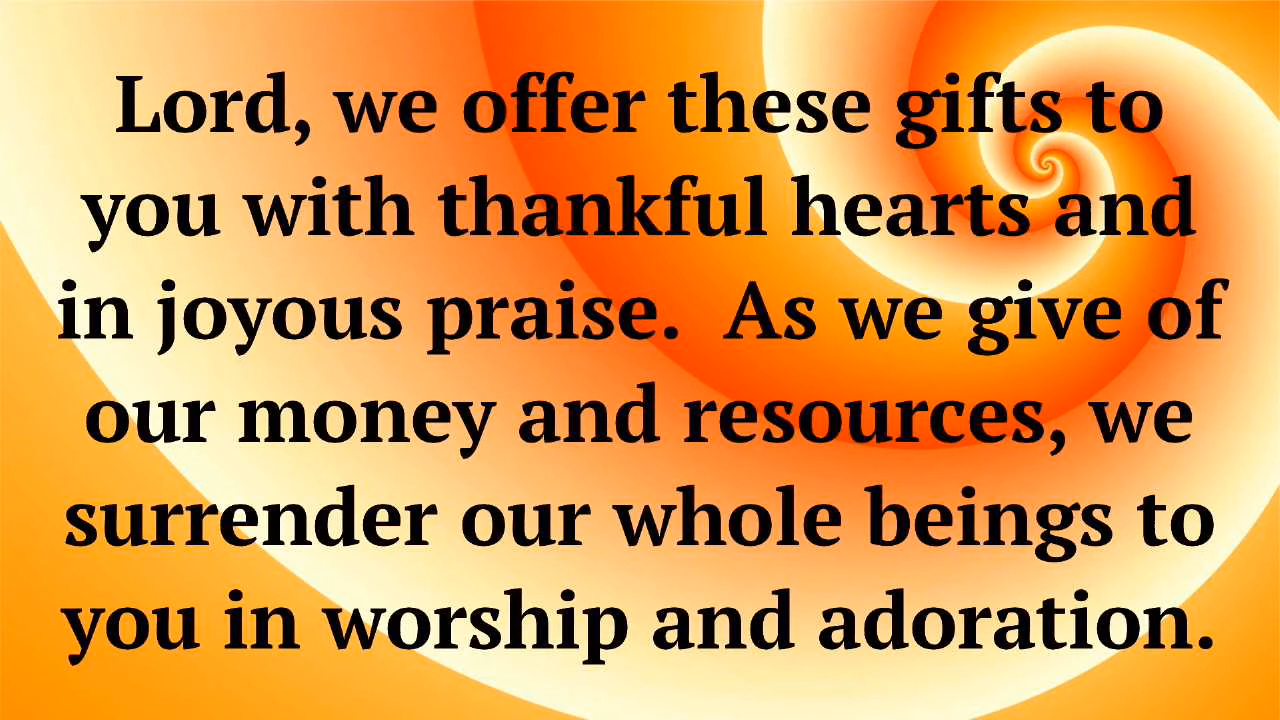 Lord, we offer these gifts to
you with thankful hearts and
in joyous praise.  As we give of
our money and resources, we
surrender our whole beings to
you in worship and adoration.